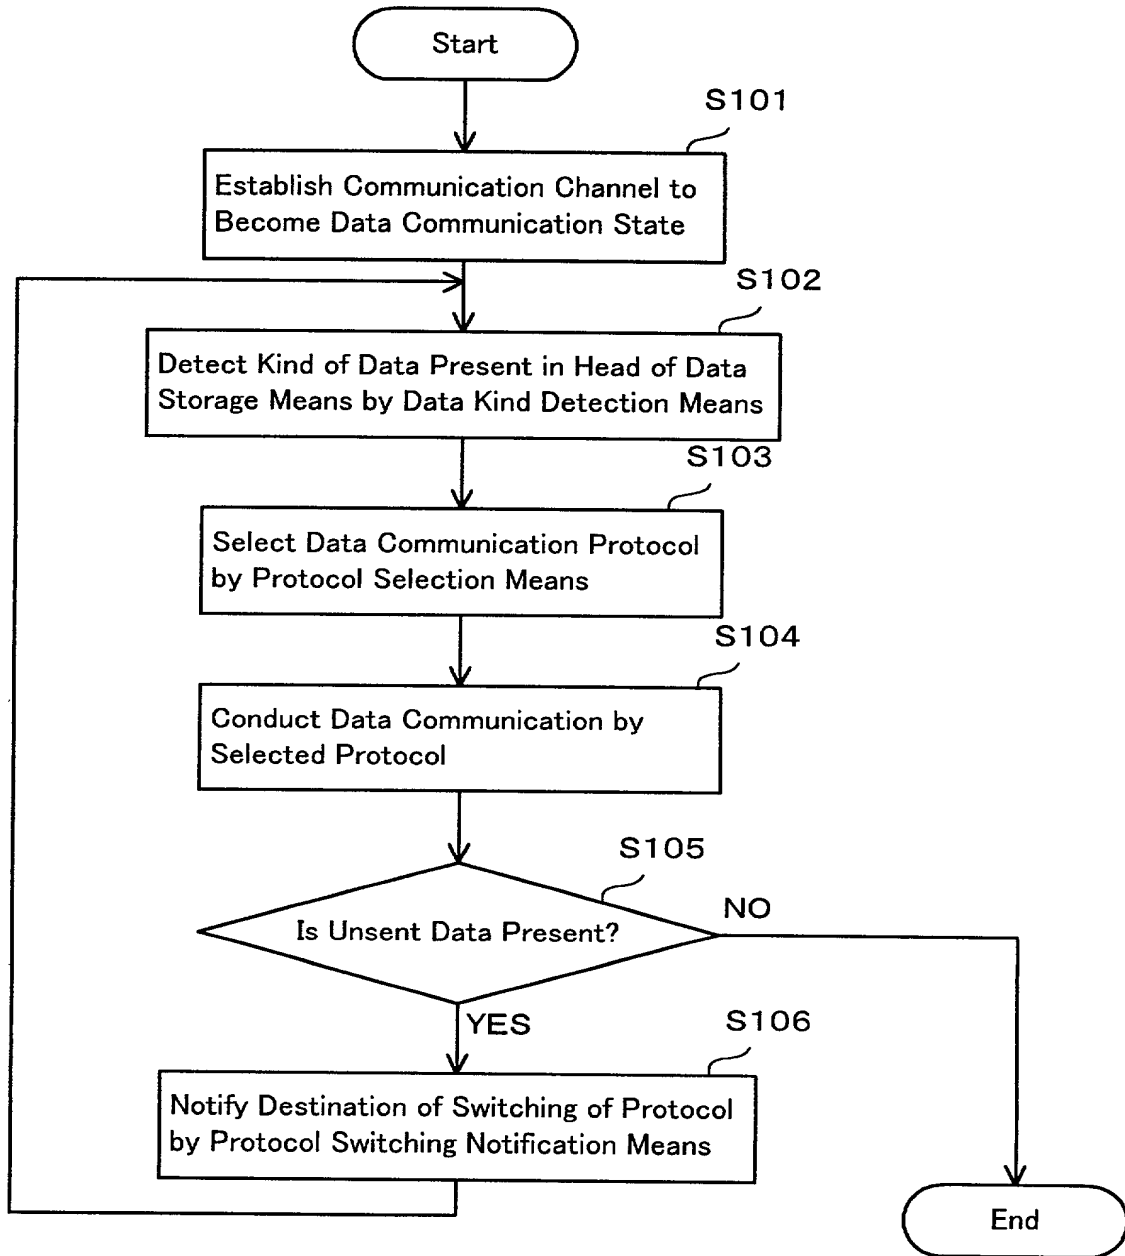 Start
S101
Establish Communication Channel to
Become Data Communication State
S102
Detect Kind of Data Present in Head of Data
Storage Means by Data Kind Detection Means
S103
Select Data Communication Protocol
by Protocol Selection Means
S104
Conduct Data Communication by
Selected Protocol
S105
Is Unsent Data Present?
NO
YES
S106
Notify Destination of Switching of Protocol
by Protocol Switching Notification Means
End